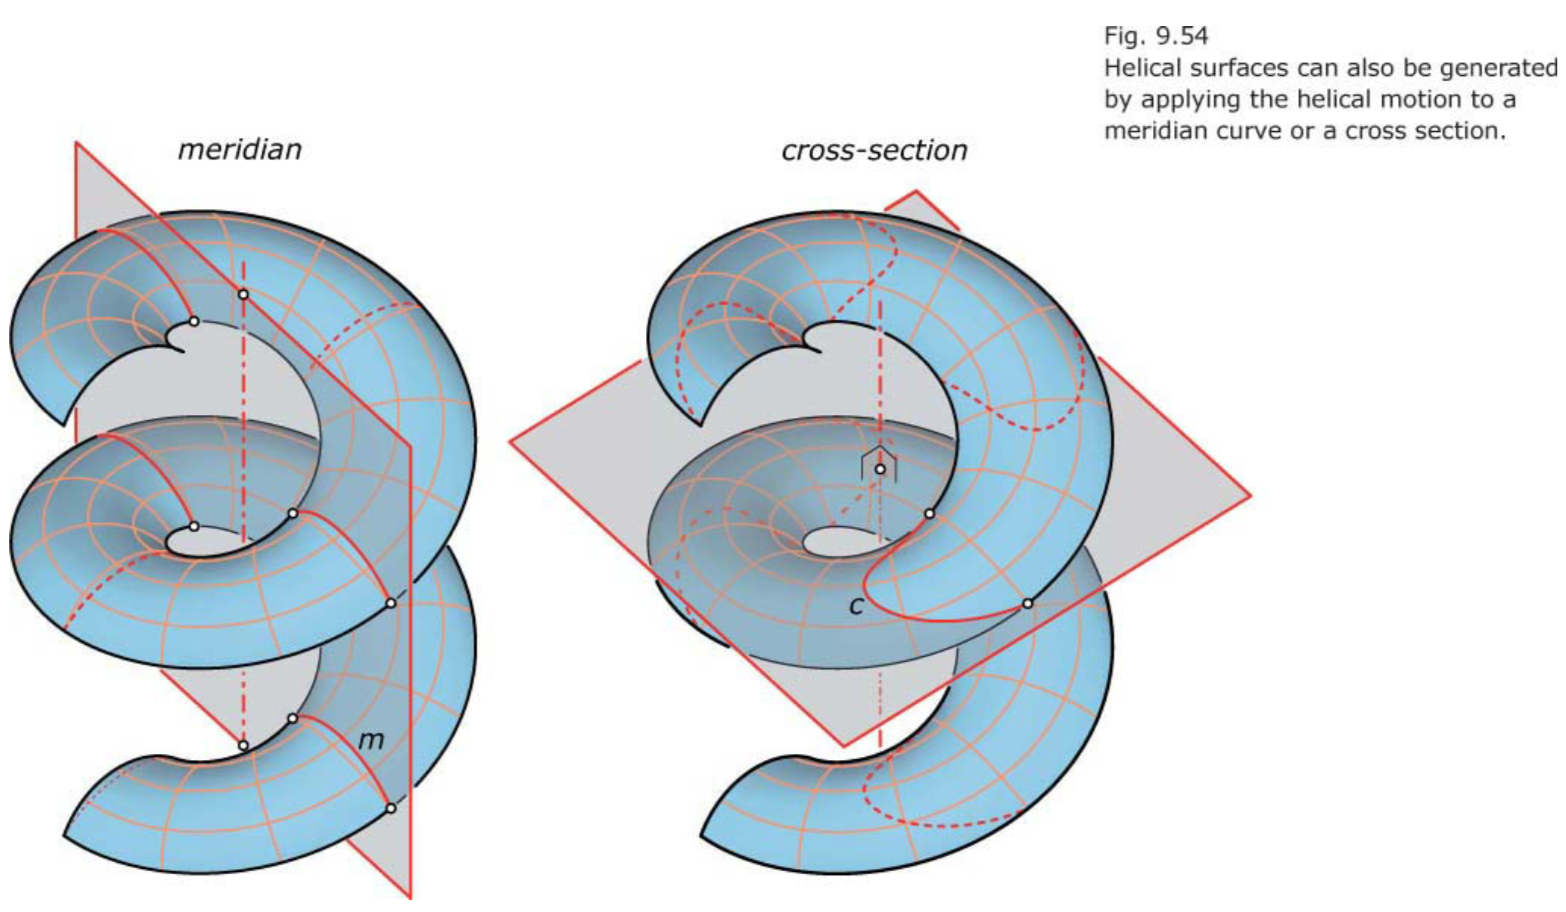 Fig. 9.54
Helical surfaces can also be generated
by applying the helical motion to a
meridian curve or a cross section.
meridian
cross-section
c
m